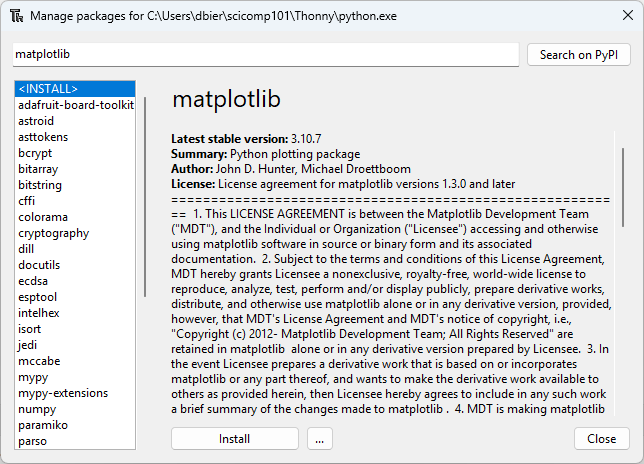 Manage packages for C:\Users\dbier\scicomp101\Thonny\python.exe
matplotlib
Search on PyPI
<INSTALL>
adafruit-board-toolkit
astroid
asttokens
bcrypt
bitarray
bitstring
cffi
colorama
cryptography
dill
docutils
ecdsa
esptool
intelhex
isort
jedi
mccabe
mypy
mypy-extensions
numpy
paramiko
parso
matplotlib
Latest stable version: 3.10.7
Summary: Python plotting package
Author: John D. Hunter, Michael Droettboom
License: License agreement for matplotlib versions 1.3.0 and later
=========================================================
==  1. This LICENSE AGREEMENT is between the Matplotlib Development Team
("MDT"), and the Individual or Organization ("Licensee") accessing and otherwise
using matplotlib software in source or binary form and its associated
documentation.  2. Subject to the terms and conditions of this License Agreement,
MDT hereby grants Licensee a nonexclusive, royalty-free, world-wide license to
reproduce, analyze, test, perform and/or display publicly, prepare derivative works,
distribute, and otherwise use matplotlib alone or in any derivative version, provided,
however, that MDT's License Agreement and MDT's notice of copyright, i.e.,
"Copyright (c) 2012- Matplotlib Development Team; All Rights Reserved" are
retained in matplotlib  alone or in any derivative version prepared by Licensee.  3. In
the event Licensee prepares a derivative work that is based on or incorporates
matplotlib or any part thereof, and wants to make the derivative work available to
others as provided herein, then Licensee hereby agrees to include in any such work
a brief summary of the changes made to matplotlib .  4. MDT is making matplotlib
Install
...
Close